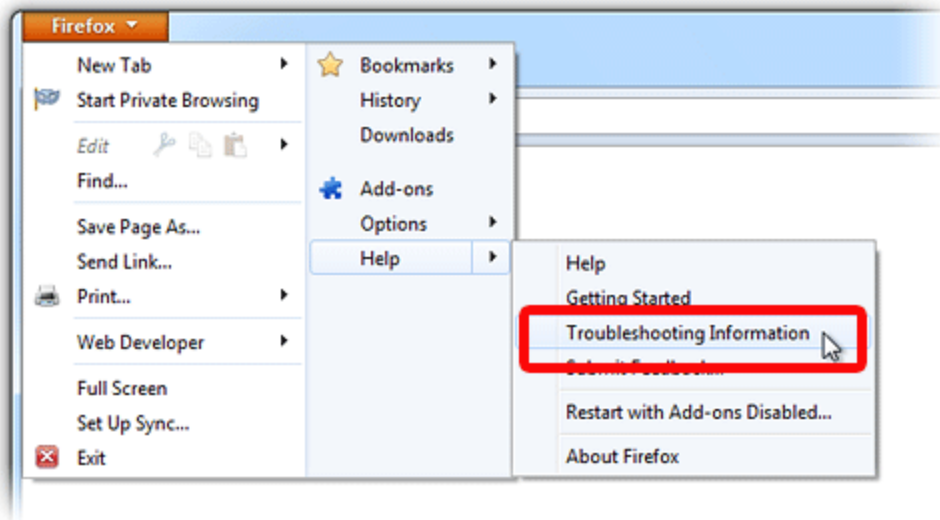 Firefox
New Tab
Start Private Browsing
Edit
Find...
Save Page As...
Send Link...
Print...
Web Developer
Full Screen
Set Up Sync...
Exit
Bookmarks
History
Downloads
Add-ons
Options
Help
Help
Getting Started
Troubleshooting Information
Submit Feedback...
Restart with Add-ons Disabled...
About Firefox